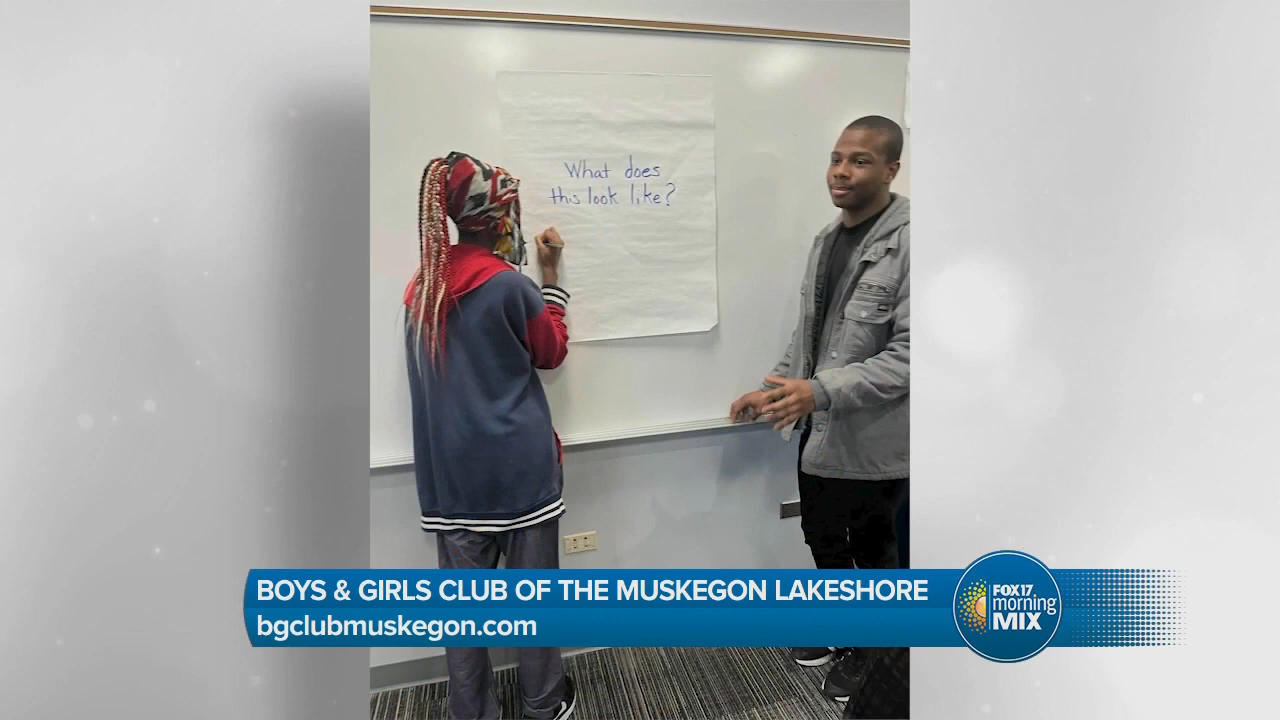 What does
this look like?
BOYS & GIRLS CLUB OF THE MUSKEGON LAKESHORE
bgclubmuskegon.com
FOX17
morning
MIX